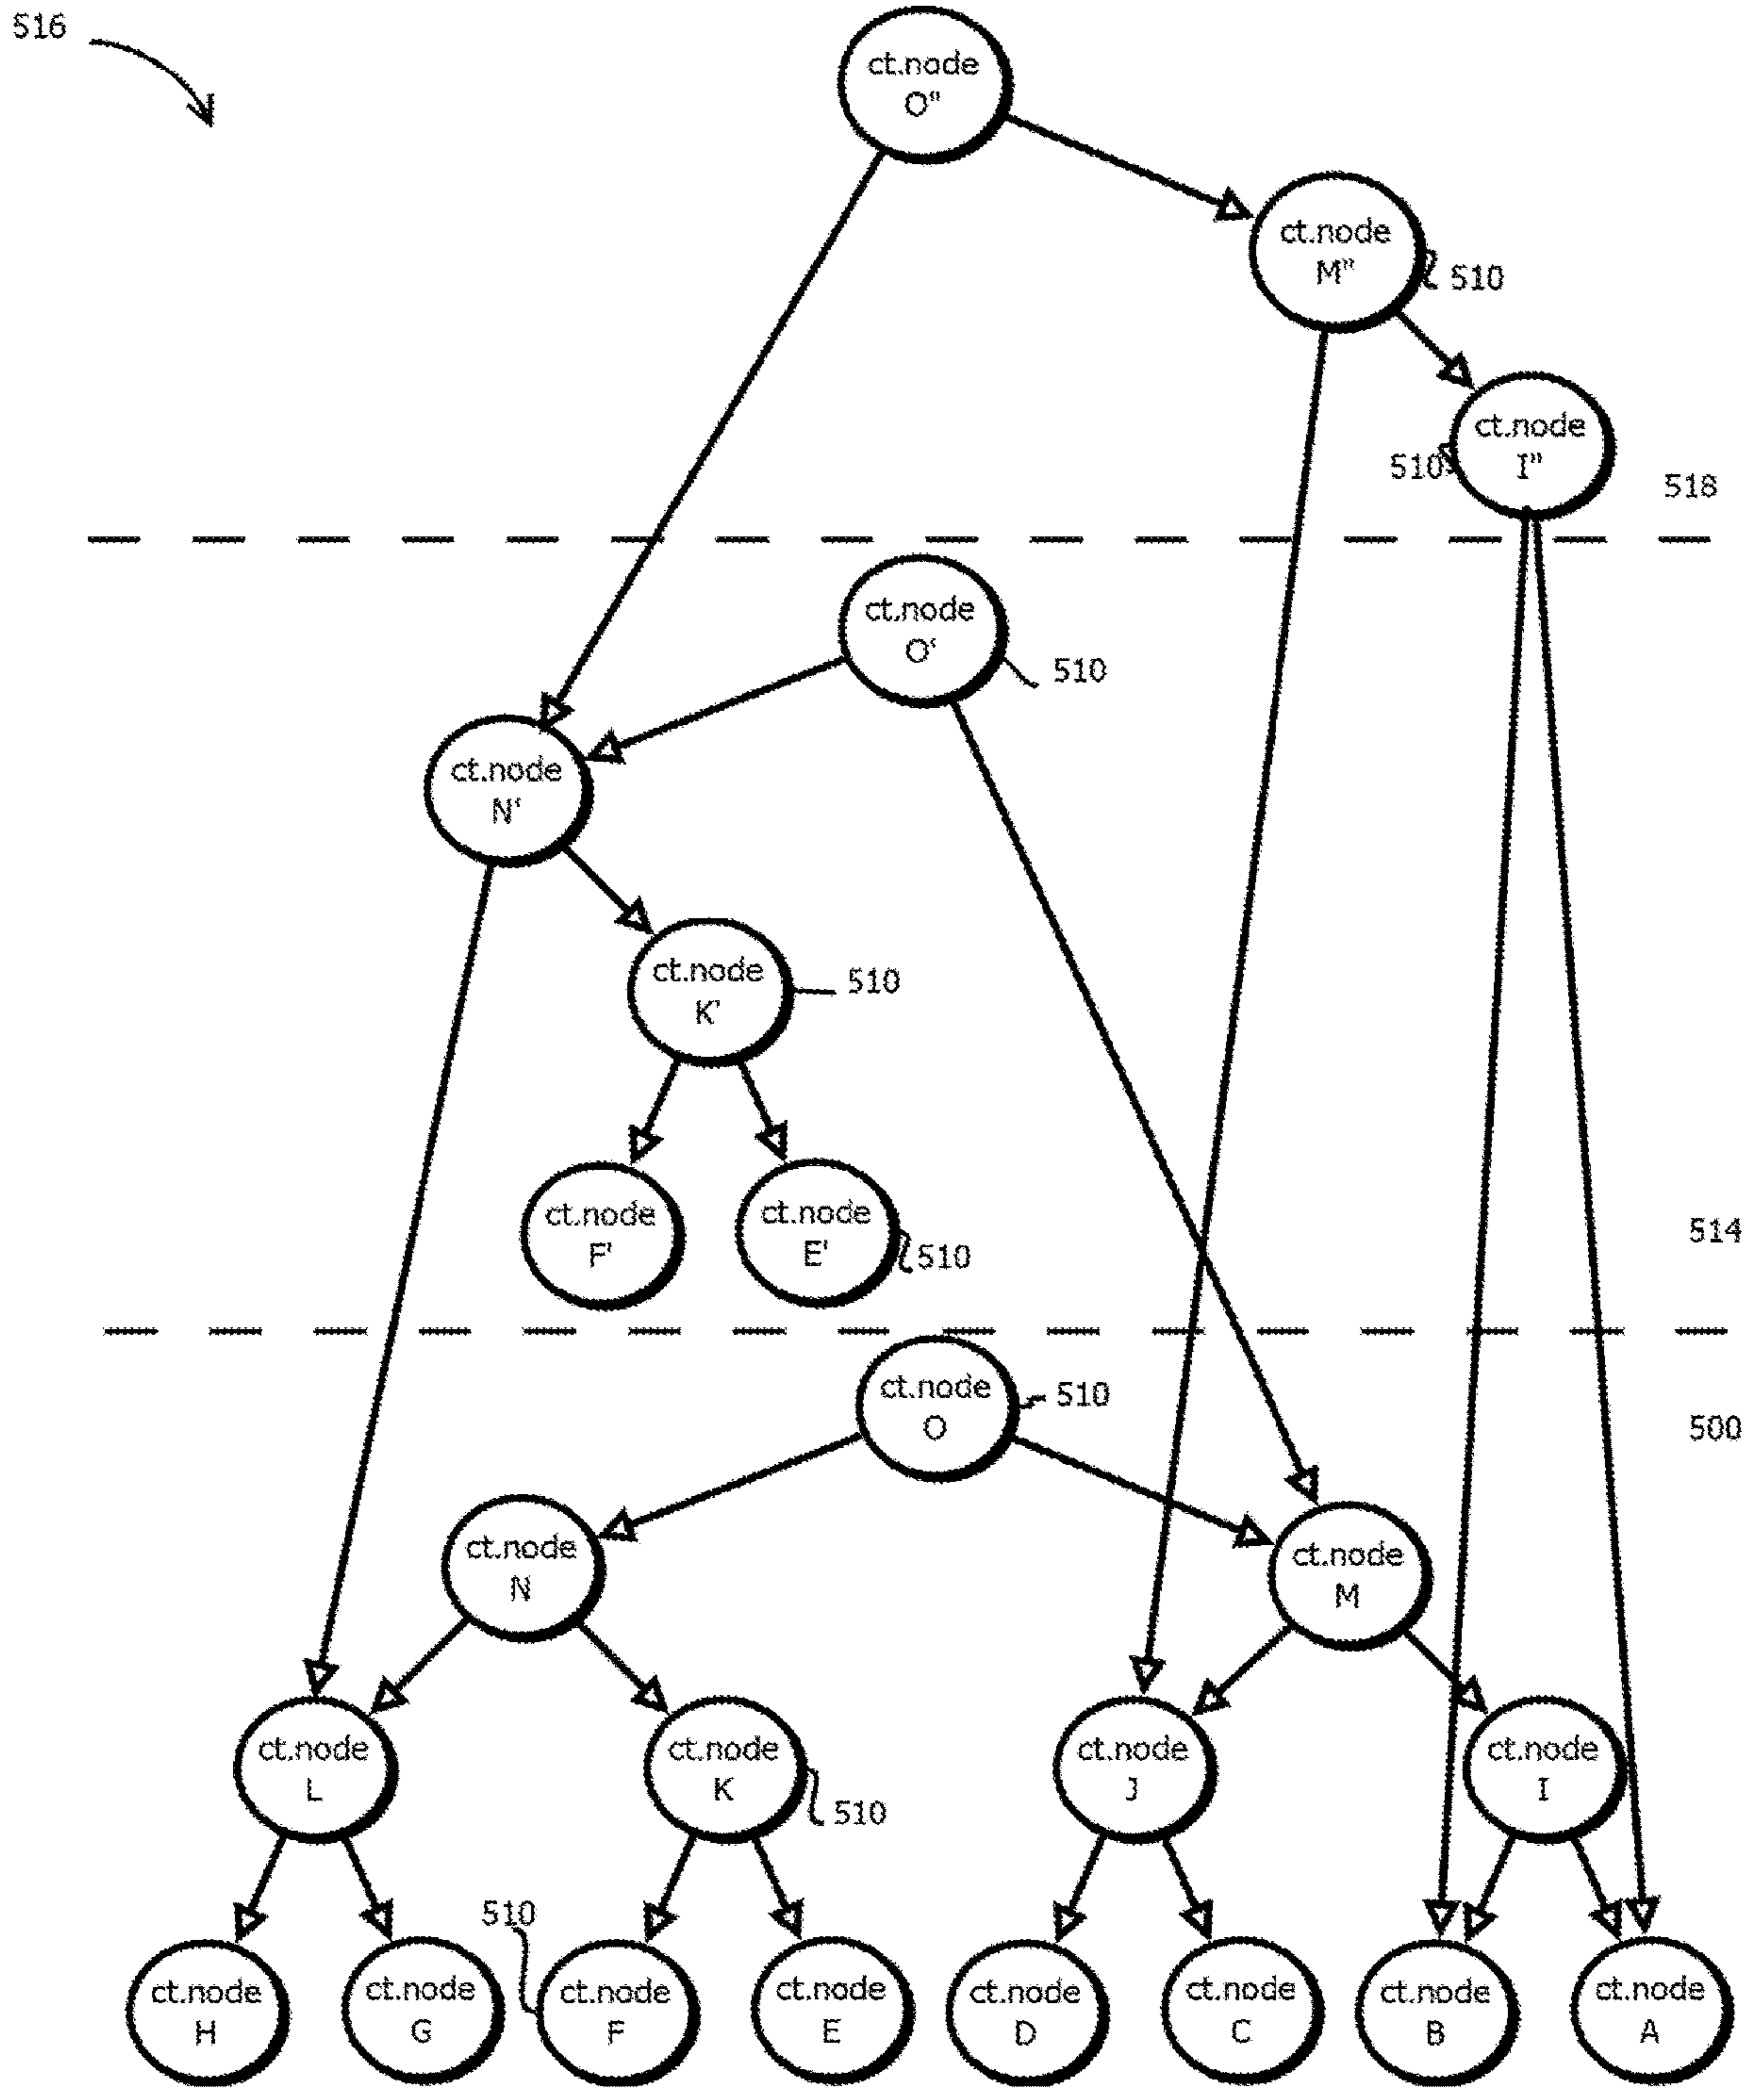 516
ct.node
O"
ct.node
M"
510
ct.node
I"
510
518
ct.node
O‘
510
ct.node
N‘
ct.node
K'
510
ct.node
F'
ct.node
E'
510
514
ct.node
O
510
500
ct.node
N
ct.node
M
ct.node
L
ct.node
K
510
ct.node
J
ct.node
I
510
ct.node
H
ct.node
G
ct.node
F
ct.node
E
ct.node
D
ct.node
C
ct.node
B
ct.node
A